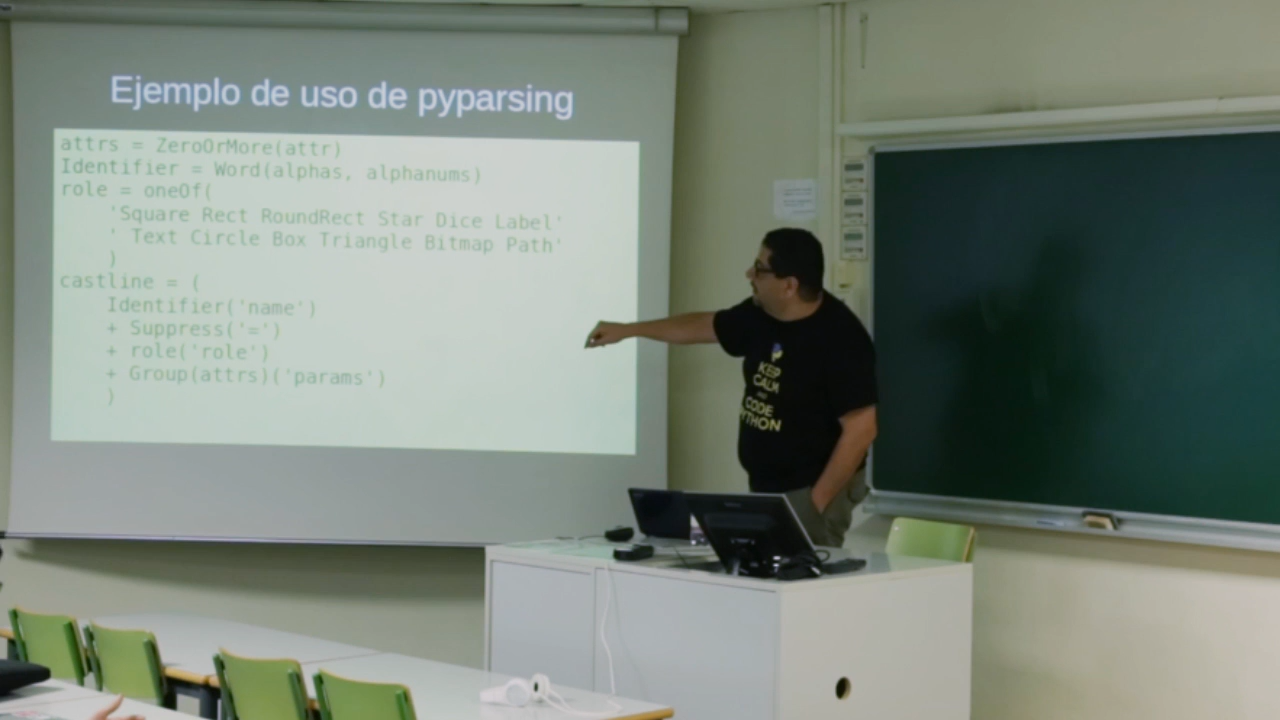 Ejemplo de uso de pyparsing
attrs = ZeroOrMore(attr)
Identifier = Word(alphas, alphanums)
role = oneOf(
    'Square Rect RoundRect Star Dice Label'
    ' Text Circle Box Triangle Bitmap Path'
    )
castline = (
    Identifier('name')
    + Suppress('=')
    + role('role')
    + Group(attrs)('params')
    )
KEEP
CALM
CODE